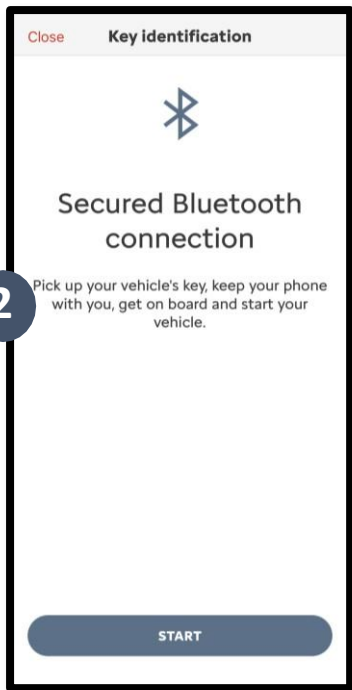 Close Key identification
Secured Bluetooth
connection
2
Pick up your vehicle's key, keep your phone
with you, get on board and start your
vehicle.
START